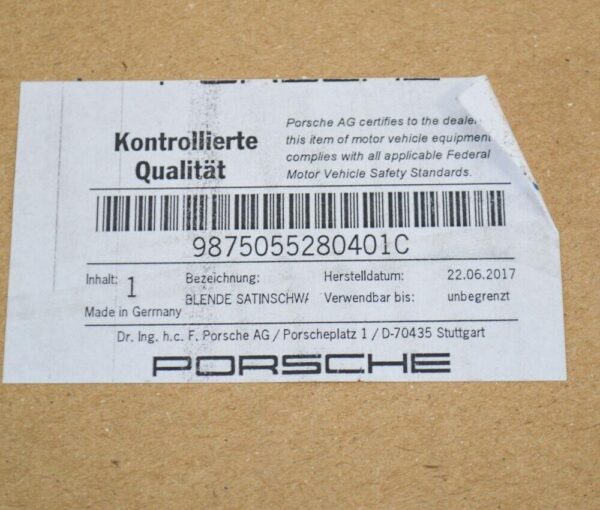 Kontrollierte
Qualität
Porsche AG certifies to the dealer
this item of motor vehicle equipment
complies with all applicable Federal
Motor Vehicle Safety Standards.
9875055280401C
Inhalt: 1 Bezeichnung: Herstelldatum: 22.06.2017
BLENDE SATINSCHWA Verwendbar bis: unbegrenzt
Made in Germany
Dr. Ing. h.c. F. Porsche AG / Porscheplatz 1 / D-70435 Stuttgart
PORSCHE